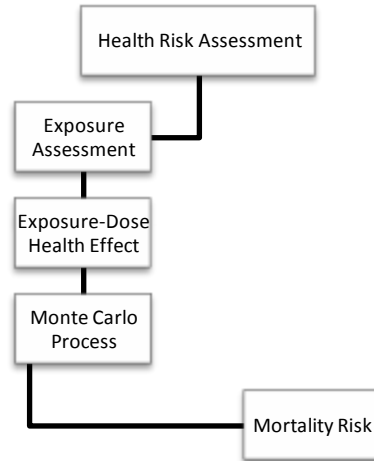 Health Risk Assessment
Exposure
Assessment
Exposure-Dose
Health Effect
Monte Carlo
Process
Mortality Risk